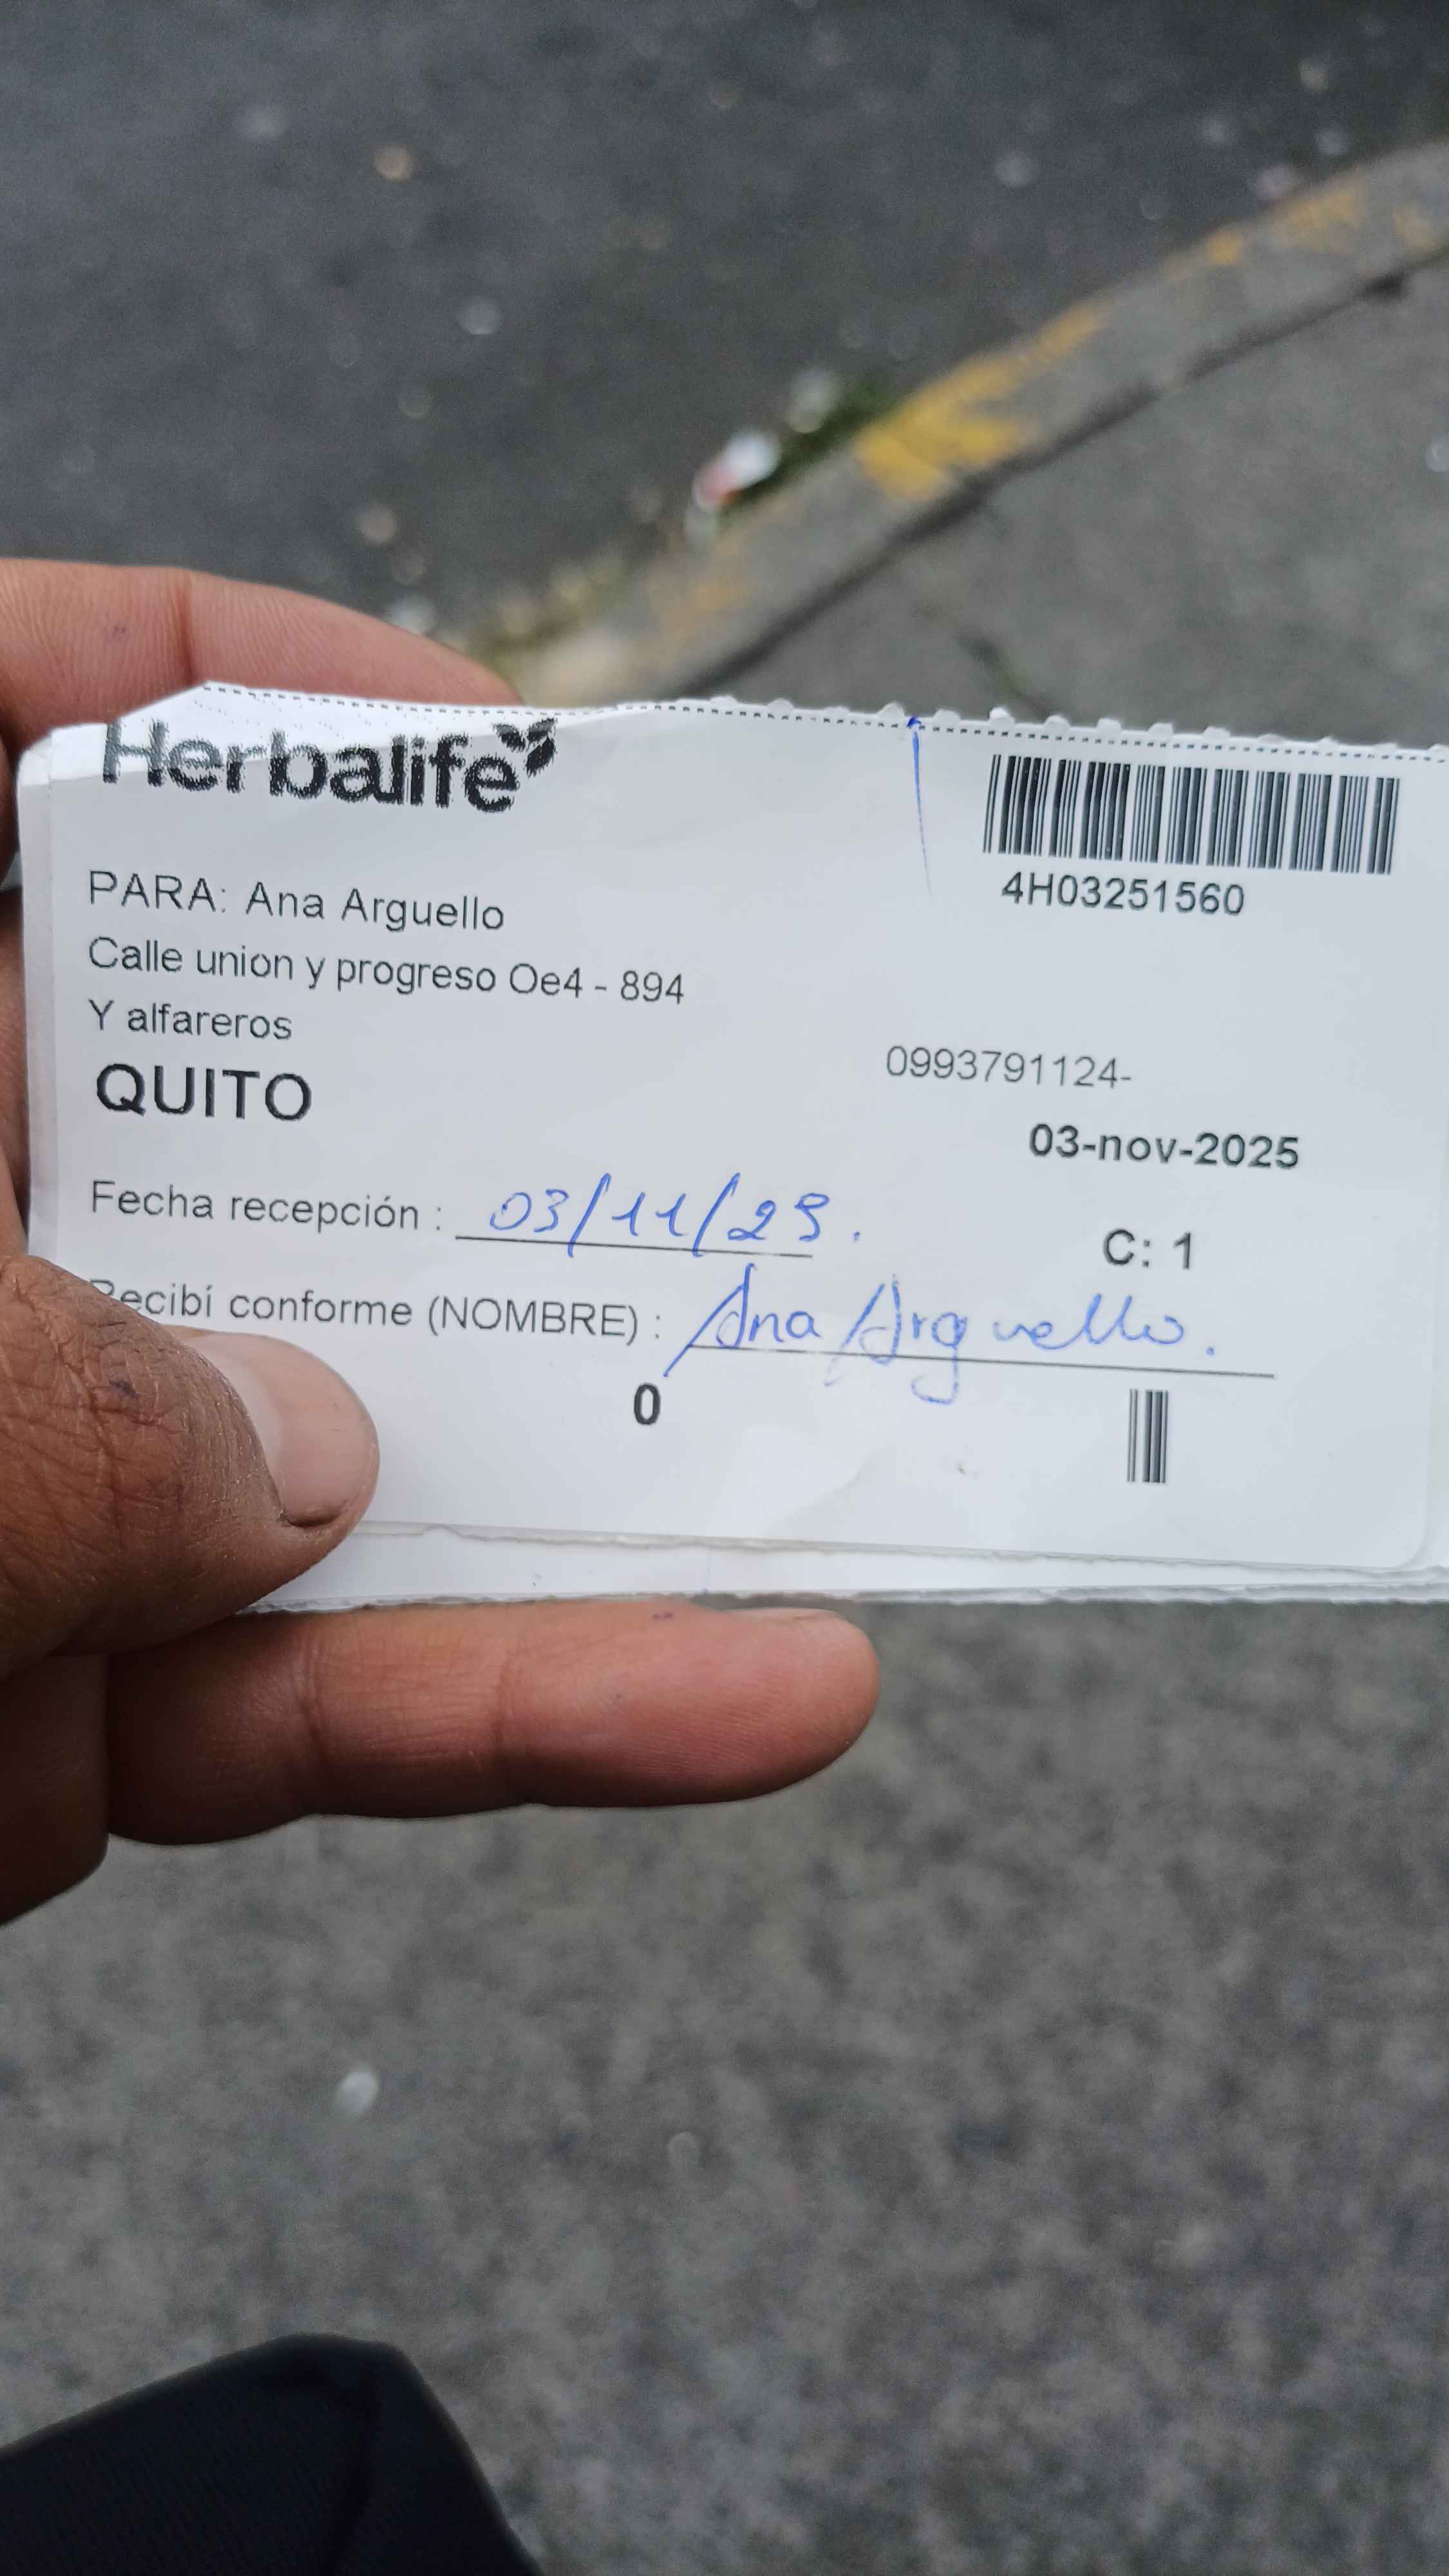 Herbalife
4H03251560
PARA: Ana Arguello
Calle union y progreso Oe4 - 894
Y alfareros
0993791124-
QUITO
03-nov-2025
Fecha recepción : 03/11/25.
C: 1
Recibí conforme (NOMBRE) : Ana Arguello.
0